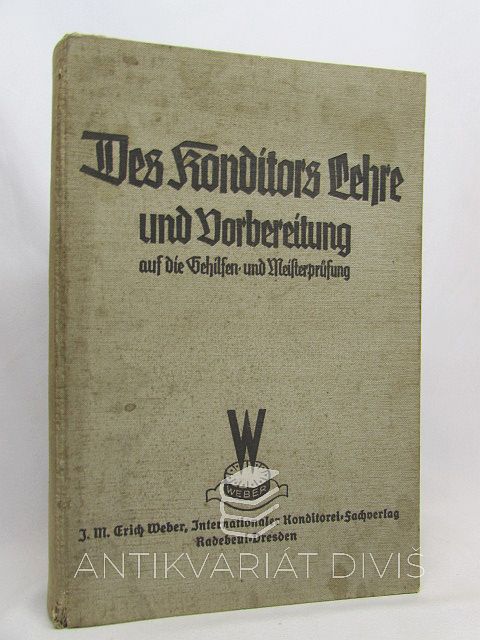 Des Konditors Lehre
und Vorbereitung
auf die Gehilfen- und Meisterprüfung
W
WEBER
J. M. Erich Weber, Internationaler Konditorei-Fachverlag
Radebeul-Dresden
ANTIKVARIÁT DIVIŠ